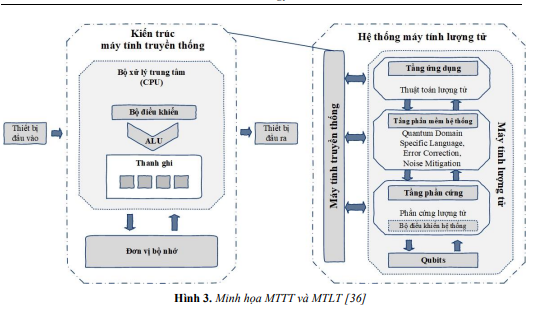 Kiến trúc
máy tính truyền thống
Bộ xử lý trung tâm
(CPU)
Bộ điều khiển
ALU
Thanh ghi
Thiết bị
đầu vào
Thiết bị
đầu ra
Đơn vị bộ nhớ
Hệ thống máy tính lượng tử
Máy tính truyền thống
Tầng ứng dụng
Thuật toán lượng tử
Tầng phần mềm hệ thống
Quantum Domain
Specific Language,
Error Correction,
Noise Mitigation
Tầng phần cứng
Phần cứng lượng tử
Bộ điều khiển hệ thống
Qubits
Máy tính lượng tử
Hình 3. Minh họa MTTT và MTLT [36]